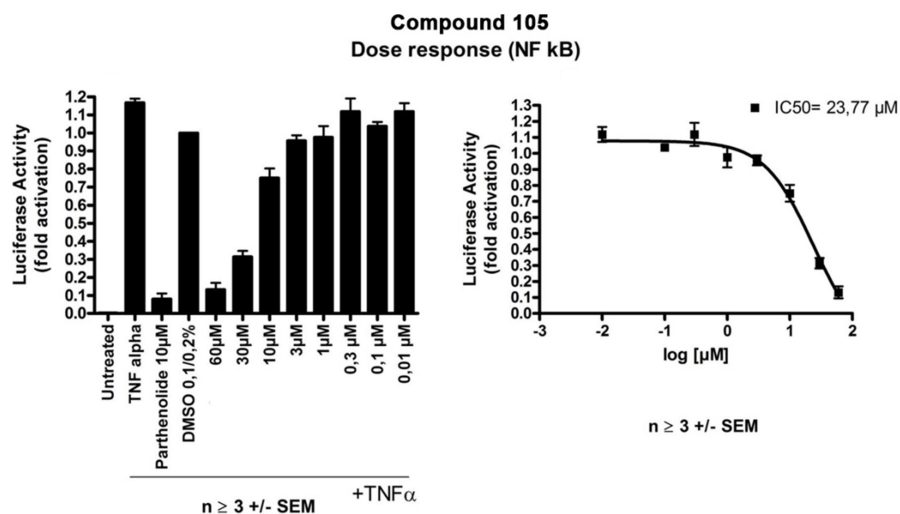 Compound 105
Dose response (NF kB)
Luciferase Activity
(fold activation)
1.2
1.1
1.0
0.9
0.8
0.7
0.6
0.5
0.4
0.3
0.2
0.1
0.0
Untreated
TNF alpha
Parthenolide 10µM
DMSO 0,1/0,2%
60µM
30µM
10µM
3µM
1µM
0,3 µM
0,1 µM
0,01 µM
+TNFα
n ≥ 3 +/- SEM
Luciferase Activity
(fold activation)
1.3
1.2
1.1
1.0
0.9
0.8
0.7
0.6
0.5
0.4
0.3
0.2
0.1
0.0
IC50= 23,77 µM
-3
-2
-1
0
1
2
log [µM]
n ≥ 3 +/- SEM